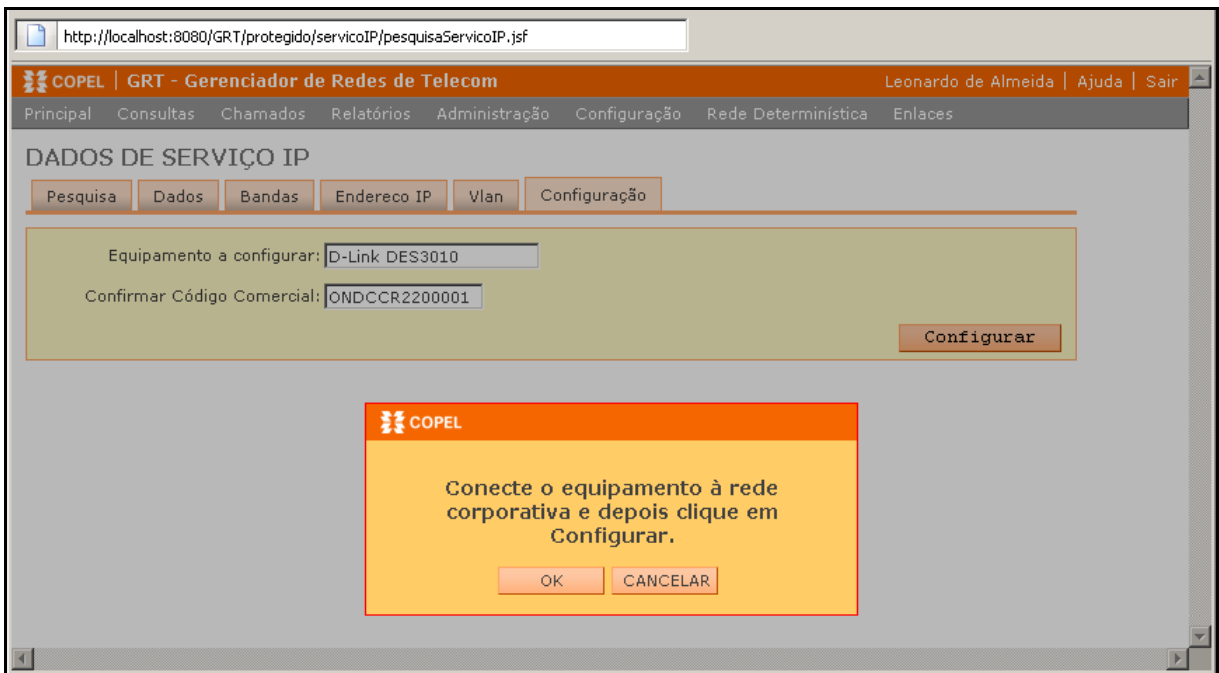 http://localhost:8080/GRT/protegido/servicoIP/pesquisaServicoIP.jsf
COPEL | GRT - Gerenciador de Redes de Telecom Leonardo de Almeida | Ajuda | Sair
Principal Consultas Chamados Relatórios Administração Configuração Rede Determinística Enlaces
DADOS DE SERVIÇO IP
Pesquisa Dados Bandas Endereco IP Vlan Configuração
Equipamento a configurar: D-Link DES3010
Confirmar Código Comercial: ONDCCR2200001
Configurar
COPEL
Conecte o equipamento à rede
corporativa e depois clique em
Configurar.
OK CANCELAR